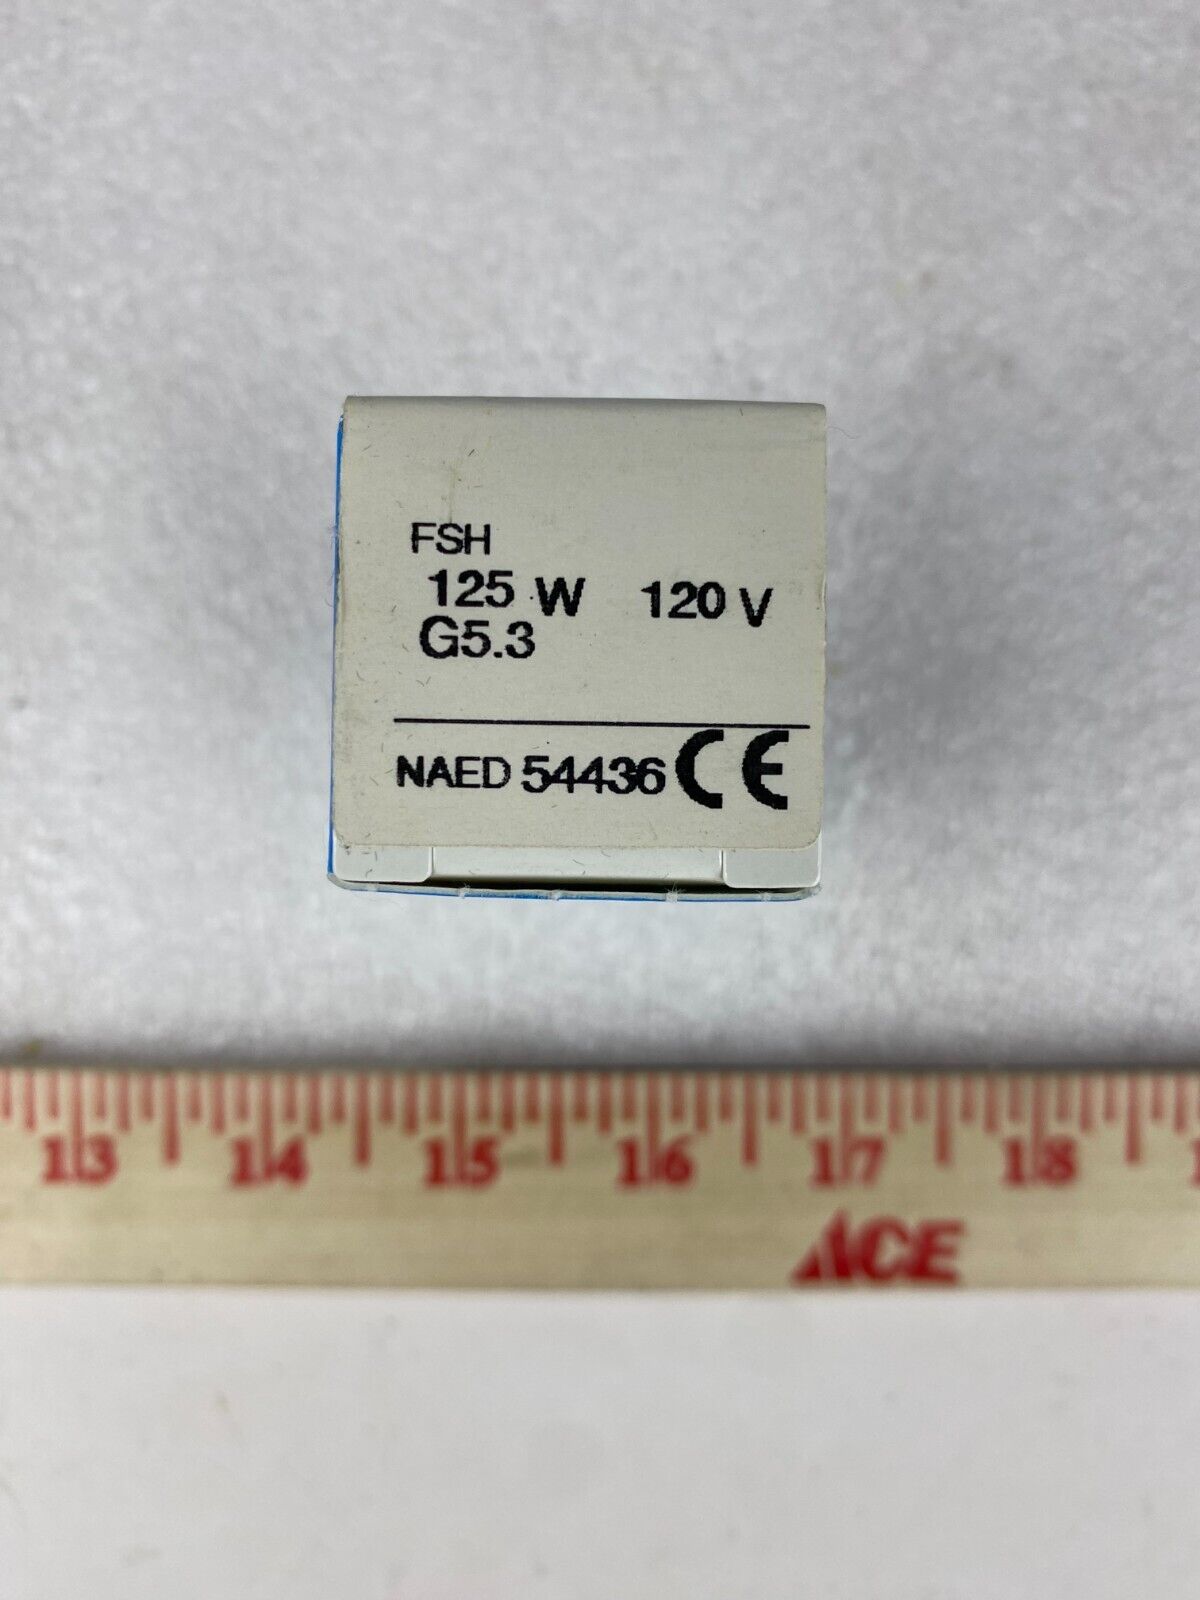 FSH
125 W 120 V
G5.3
NAED 54436 CE
13 14 15 16 17 18
ACE